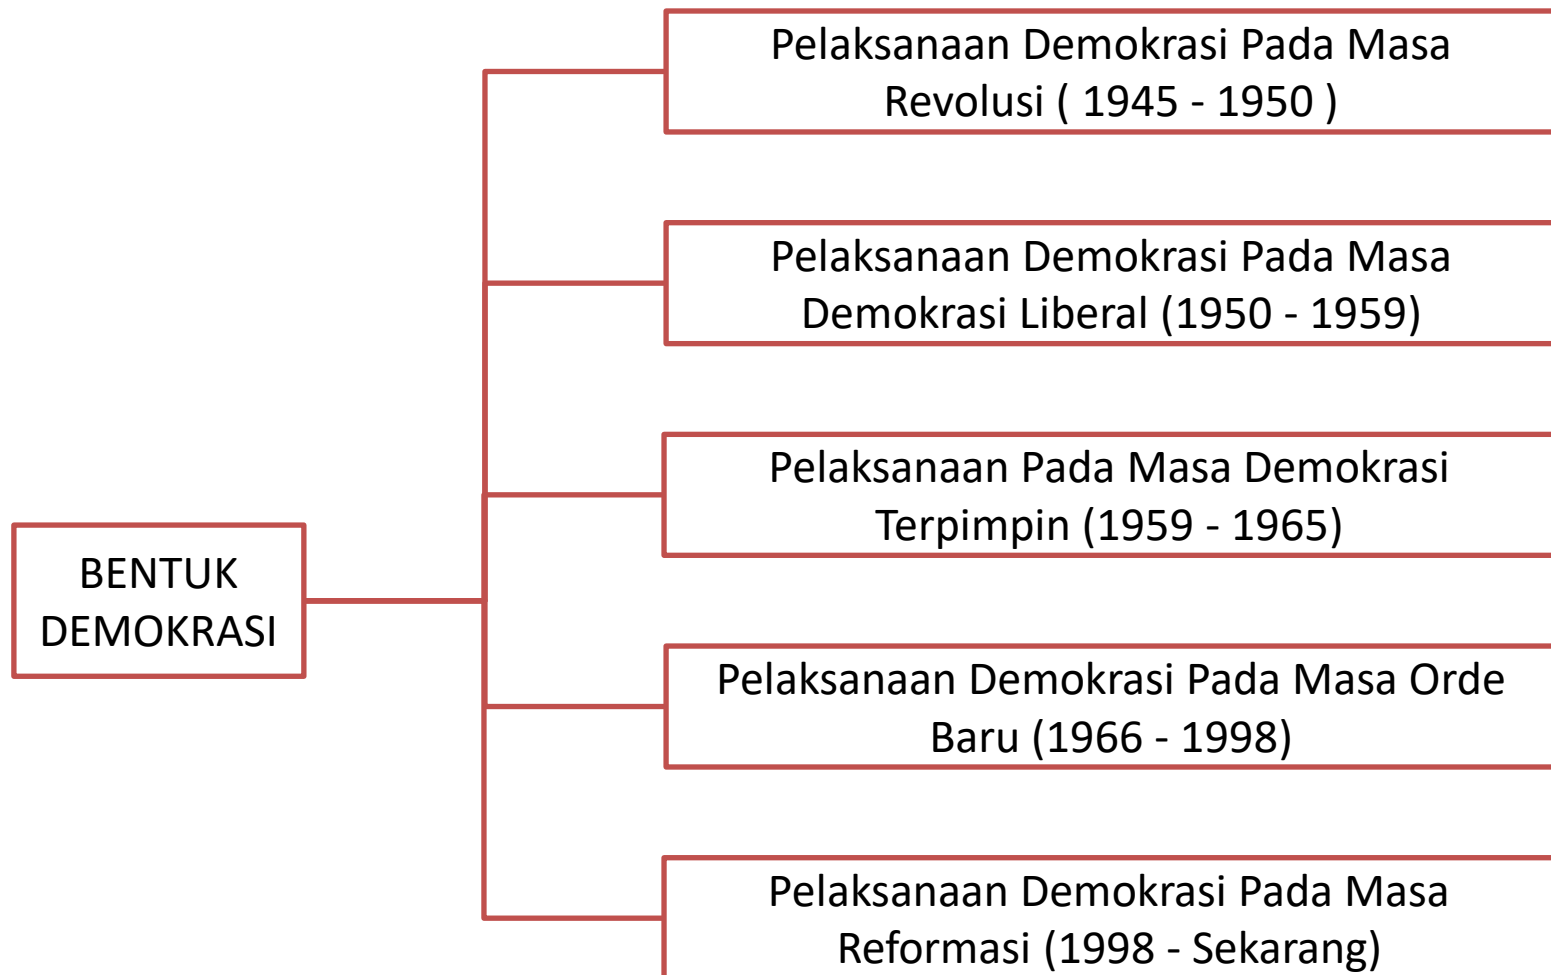 Pelaksanaan Demokrasi Pada Masa
Revolusi ( 1945 - 1950 )
Pelaksanaan Demokrasi Pada Masa
Demokrasi Liberal (1950 - 1959)
Pelaksanaan Pada Masa Demokrasi
Terpimpin (1959 - 1965)
BENTUK
DEMOKRASI
Pelaksanaan Demokrasi Pada Masa Orde
Baru (1966 - 1998)
Pelaksanaan Demokrasi Pada Masa
Reformasi (1998 - Sekarang)